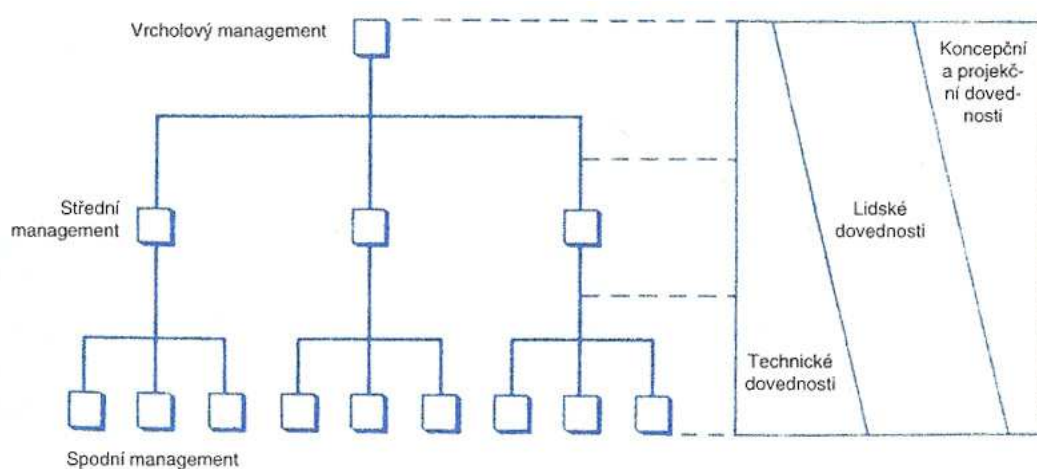 Vrcholový management
Koncepční
a projekč-
ní doved-
nosti
Střední
management
Lidské
dovednosti
Technické
dovednosti
Spodní management